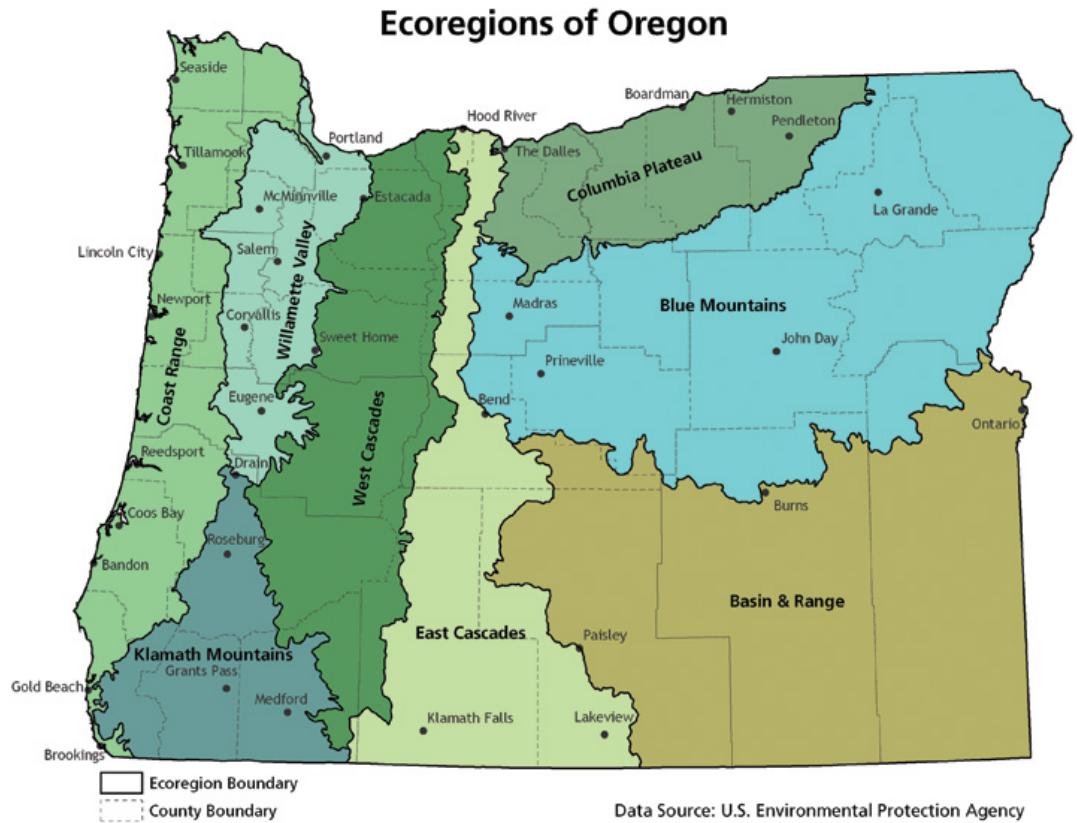 Ecoregions of Oregon
Seaside
Tillamook
Lincoln City
Newport
Coast Range
Reedsport
Coos Bay
Bandon
Gold Beach
Brookings
Portland
McMinnville
Salem
Willamette Valley
Corvallis
Eugene
Drain
Roseburg
Klamath Mountains
Grants Pass
Medford
Estacada
Sweet Home
West Cascades
Hood River
The Dalles
Boardman
Hermiston
Pendleton
Columbia Plateau
La Grande
Blue Mountains
Madras
Prineville
John Day
Bend
Ontario
Burns
Basin & Range
East Cascades
Paisley
Klamath Falls
Lakeview
Ecoregion Boundary
County Boundary
Data Source: U.S. Environmental Protection Agency